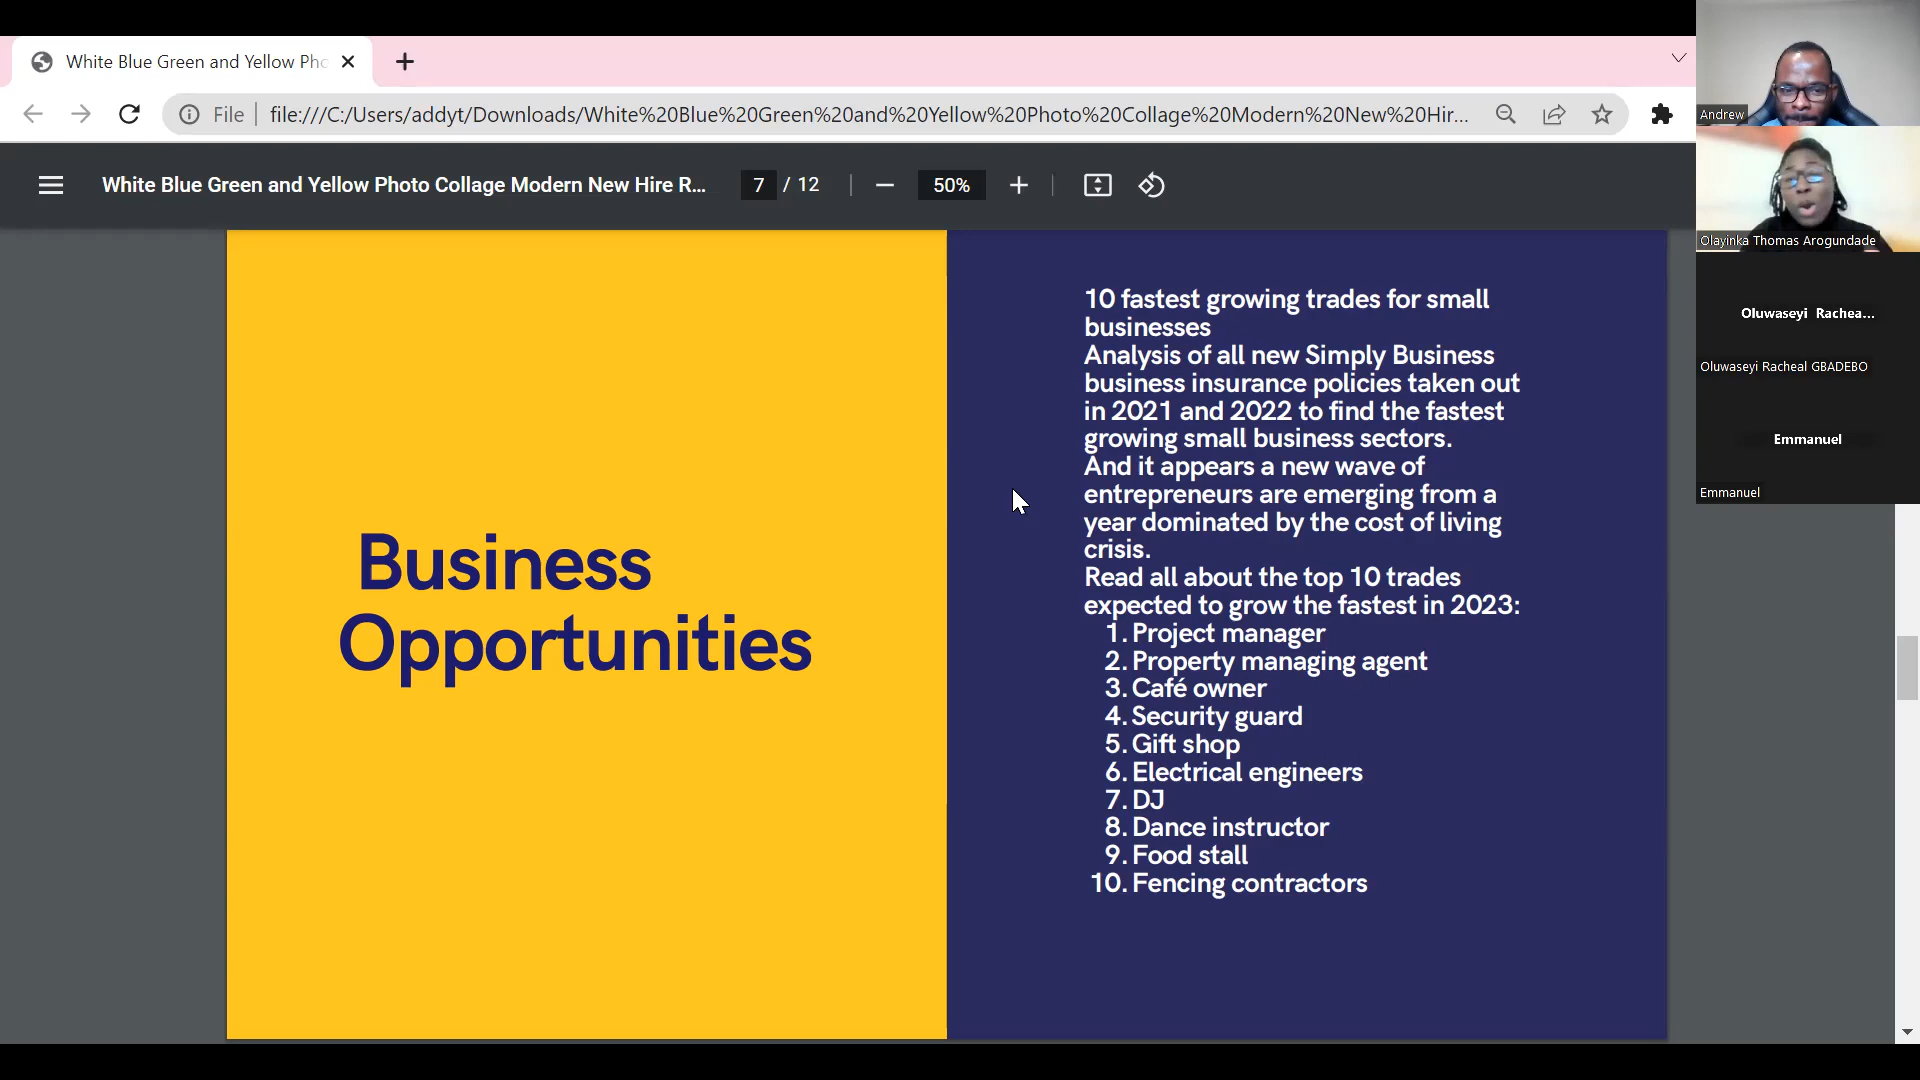 White Blue Green and Yellow Pho
File
file:///C:/Users/addyt/Downloads/White%20Blue%20Green%20and%20Yellow%20Photo%20Collage%20Modern%20New%20Hir...
White Blue Green and Yellow Photo Collage Modern New Hire R...
7 / 12
50%
Business
Opportunities
10 fastest growing trades for small
businesses
Analysis of all new Simply Business
business insurance policies taken out
in 2021 and 2022 to find the fastest
growing small business sectors.
And it appears a new wave of
entrepreneurs are emerging from a
year dominated by the cost of living
crisis.
Read all about the top 10 trades
expected to grow the fastest in 2023:
1. Project manager
2. Property managing agent
3. Café owner
4. Security guard
5. Gift shop
6. Electrical engineers
7. DJ
8. Dance instructor
9. Food stall
10. Fencing contractors
Andrew
Olayinka Thomas Arogundade
Oluwaseyi Rachea...
Oluwaseyi Racheal GBADEBO
Emmanuel
Emmanuel